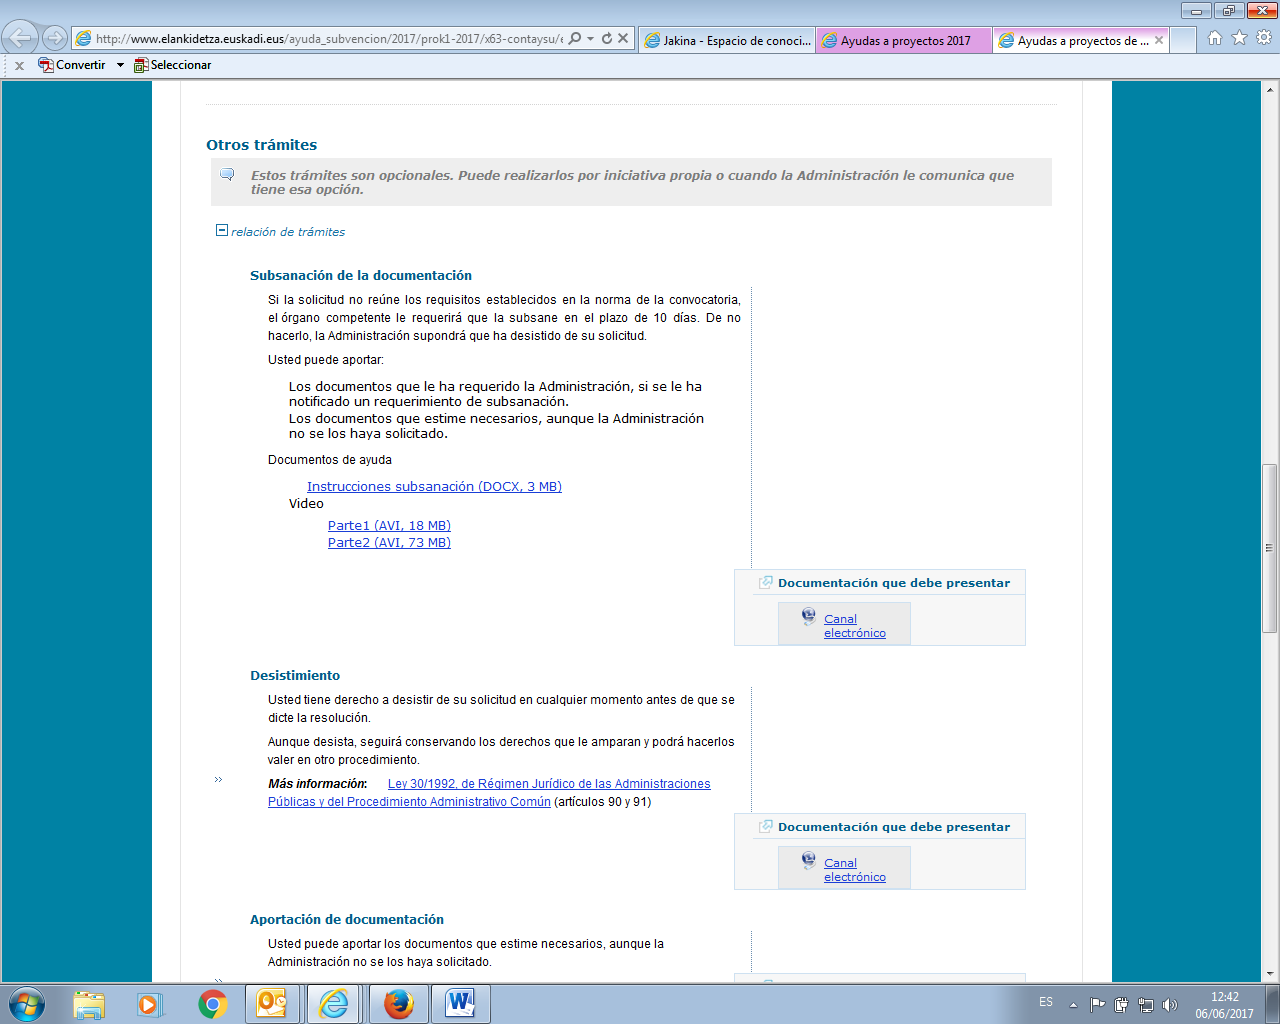 http://www.elankidetza.euskadi.eus/ayuda_subvencion/2017/prok1-2017/x63-contaysu/e
Jakina - Espacio de conoci...
Ayudas a proyectos 2017
Ayudas a proyectos de ...
Convertir
Seleccionar
Otros trámites
Estos trámites son opcionales. Puede realizarlos por iniciativa propia o cuando la Administración le comunica que
tiene esa opción.
relación de trámites
Subsanación de la documentación
Si la solicitud no reúne los requisitos establecidos en la norma de la convocatoria,
el órgano competente le requerirá que la subsane en el plazo de 10 días. De no
hacerlo, la Administración supondrá que ha desistido de su solicitud.
Usted puede aportar:
Los documentos que le ha requerido la Administración, si se le ha
notificado un requerimiento de subsanación.
Los documentos que estime necesarios, aunque la Administración
no se los haya solicitado.
Documentos de ayuda
Instrucciones subsanación (DOCX, 3 MB)
Video
Parte1 (AVI, 18 MB)
Parte2 (AVI, 73 MB)
Documentación que debe presentar
Canal
electrónico
Desistimiento
Usted tiene derecho a desistir de su solicitud en cualquier momento antes de que se
dicte la resolución.
Aunque desista, seguirá conservando los derechos que le amparan y podrá hacerlos
valer en otro procedimiento.
Más información: Ley 30/1992, de Régimen Jurídico de las Administraciones
Públicas y del Procedimiento Administrativo Común (artículos 90 y 91)
Documentación que debe presentar
Canal
electrónico
Aportación de documentación
Usted puede aportar los documentos que estime necesarios, aunque la
Administración no se los haya solicitado.
ES
12:42
06/06/2017